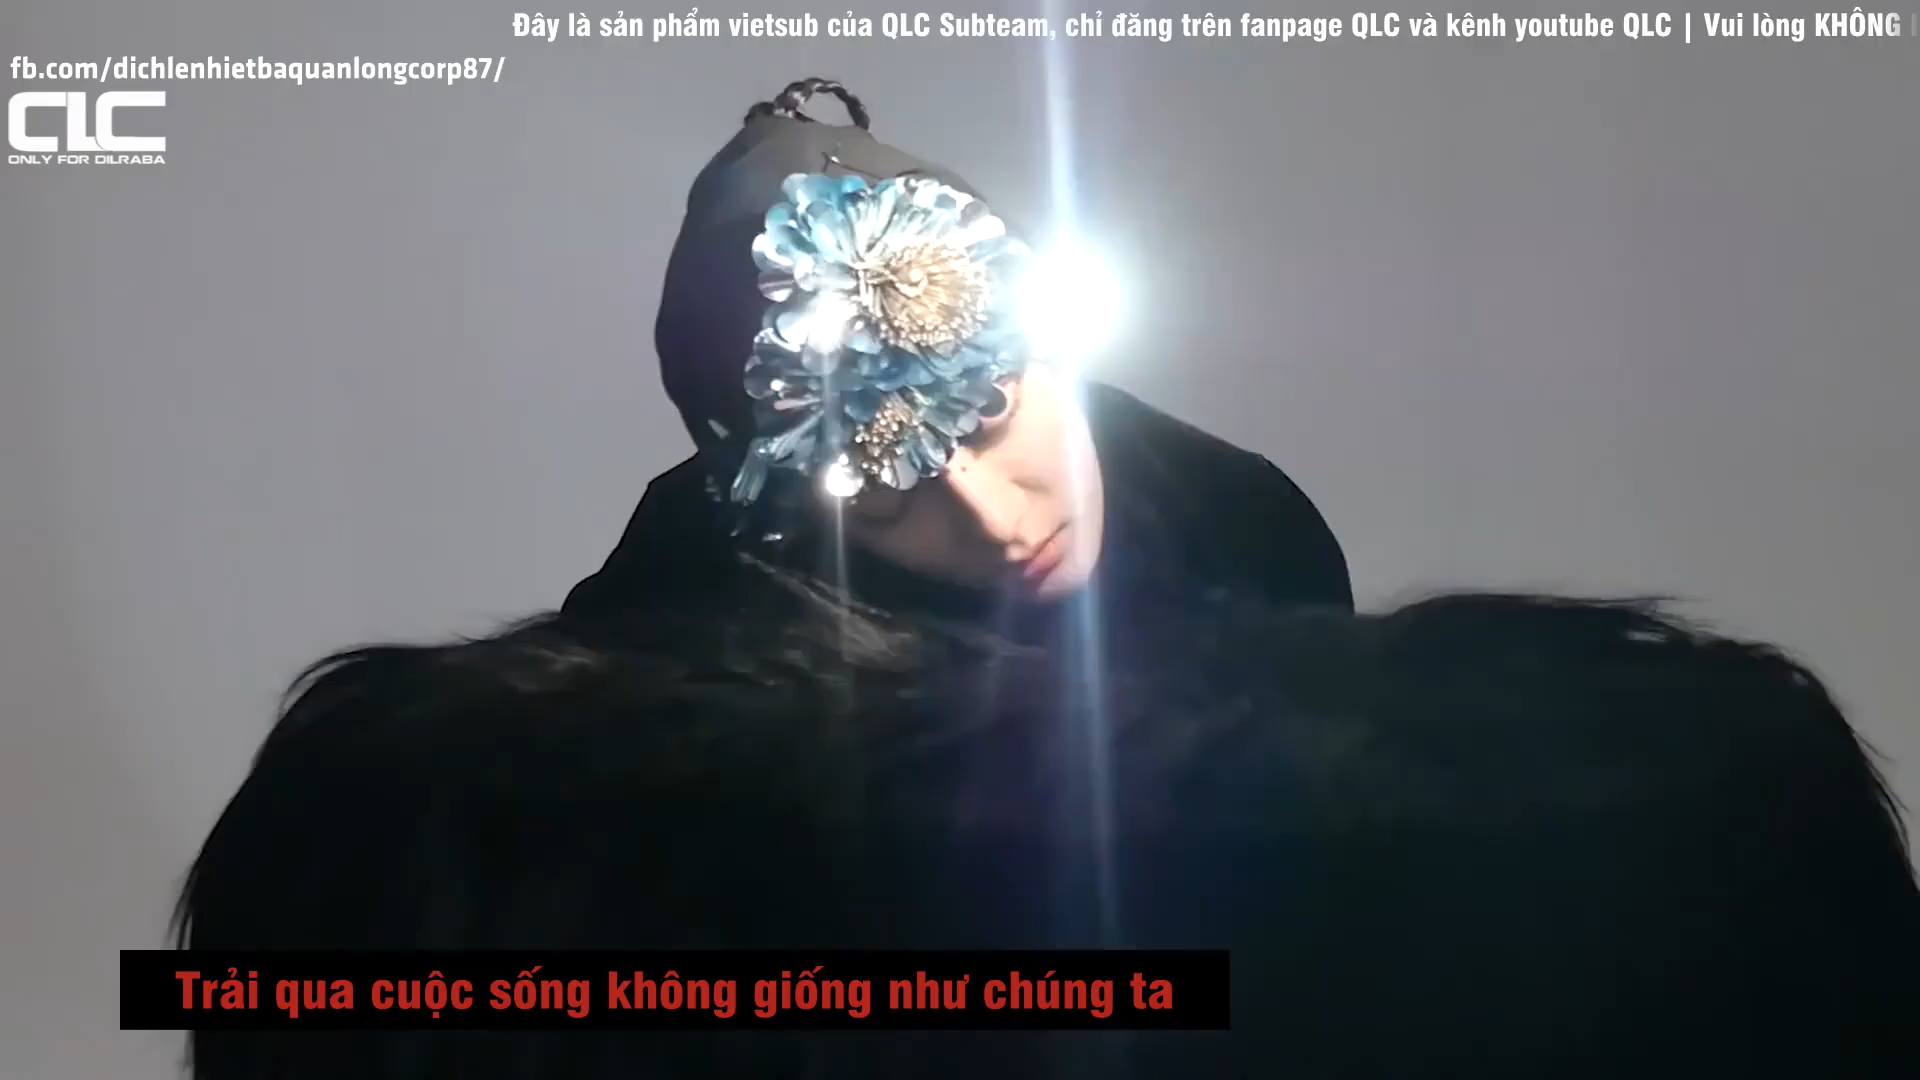 Đây là sản phẩm vietsub của QLC Subteam, chỉ đăng trên fanpage QLC và kênh youtube QLC | Vui lòng KHÔNG
fb.com/dichlenhietbaquanlongcorp87/
QLC
ONLY FOR DILRABA
Trải qua cuộc sống không giống như chúng ta